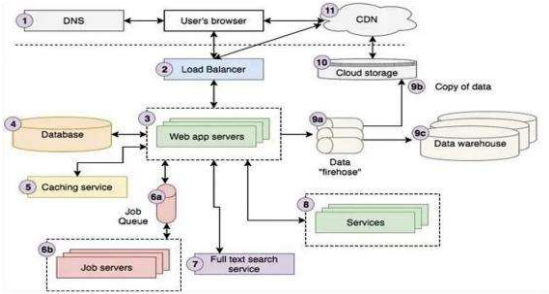 1 DNS
User's browser
11 CDN
2 Load Balancer
10 Cloud storage
9b Copy of data
4 Database
3 Web app servers
9a
Data
"firehose"
9c Data warehouse
5 Caching service
6a
Job
Queue
8 Services
6b Job servers
7 Full text search
service